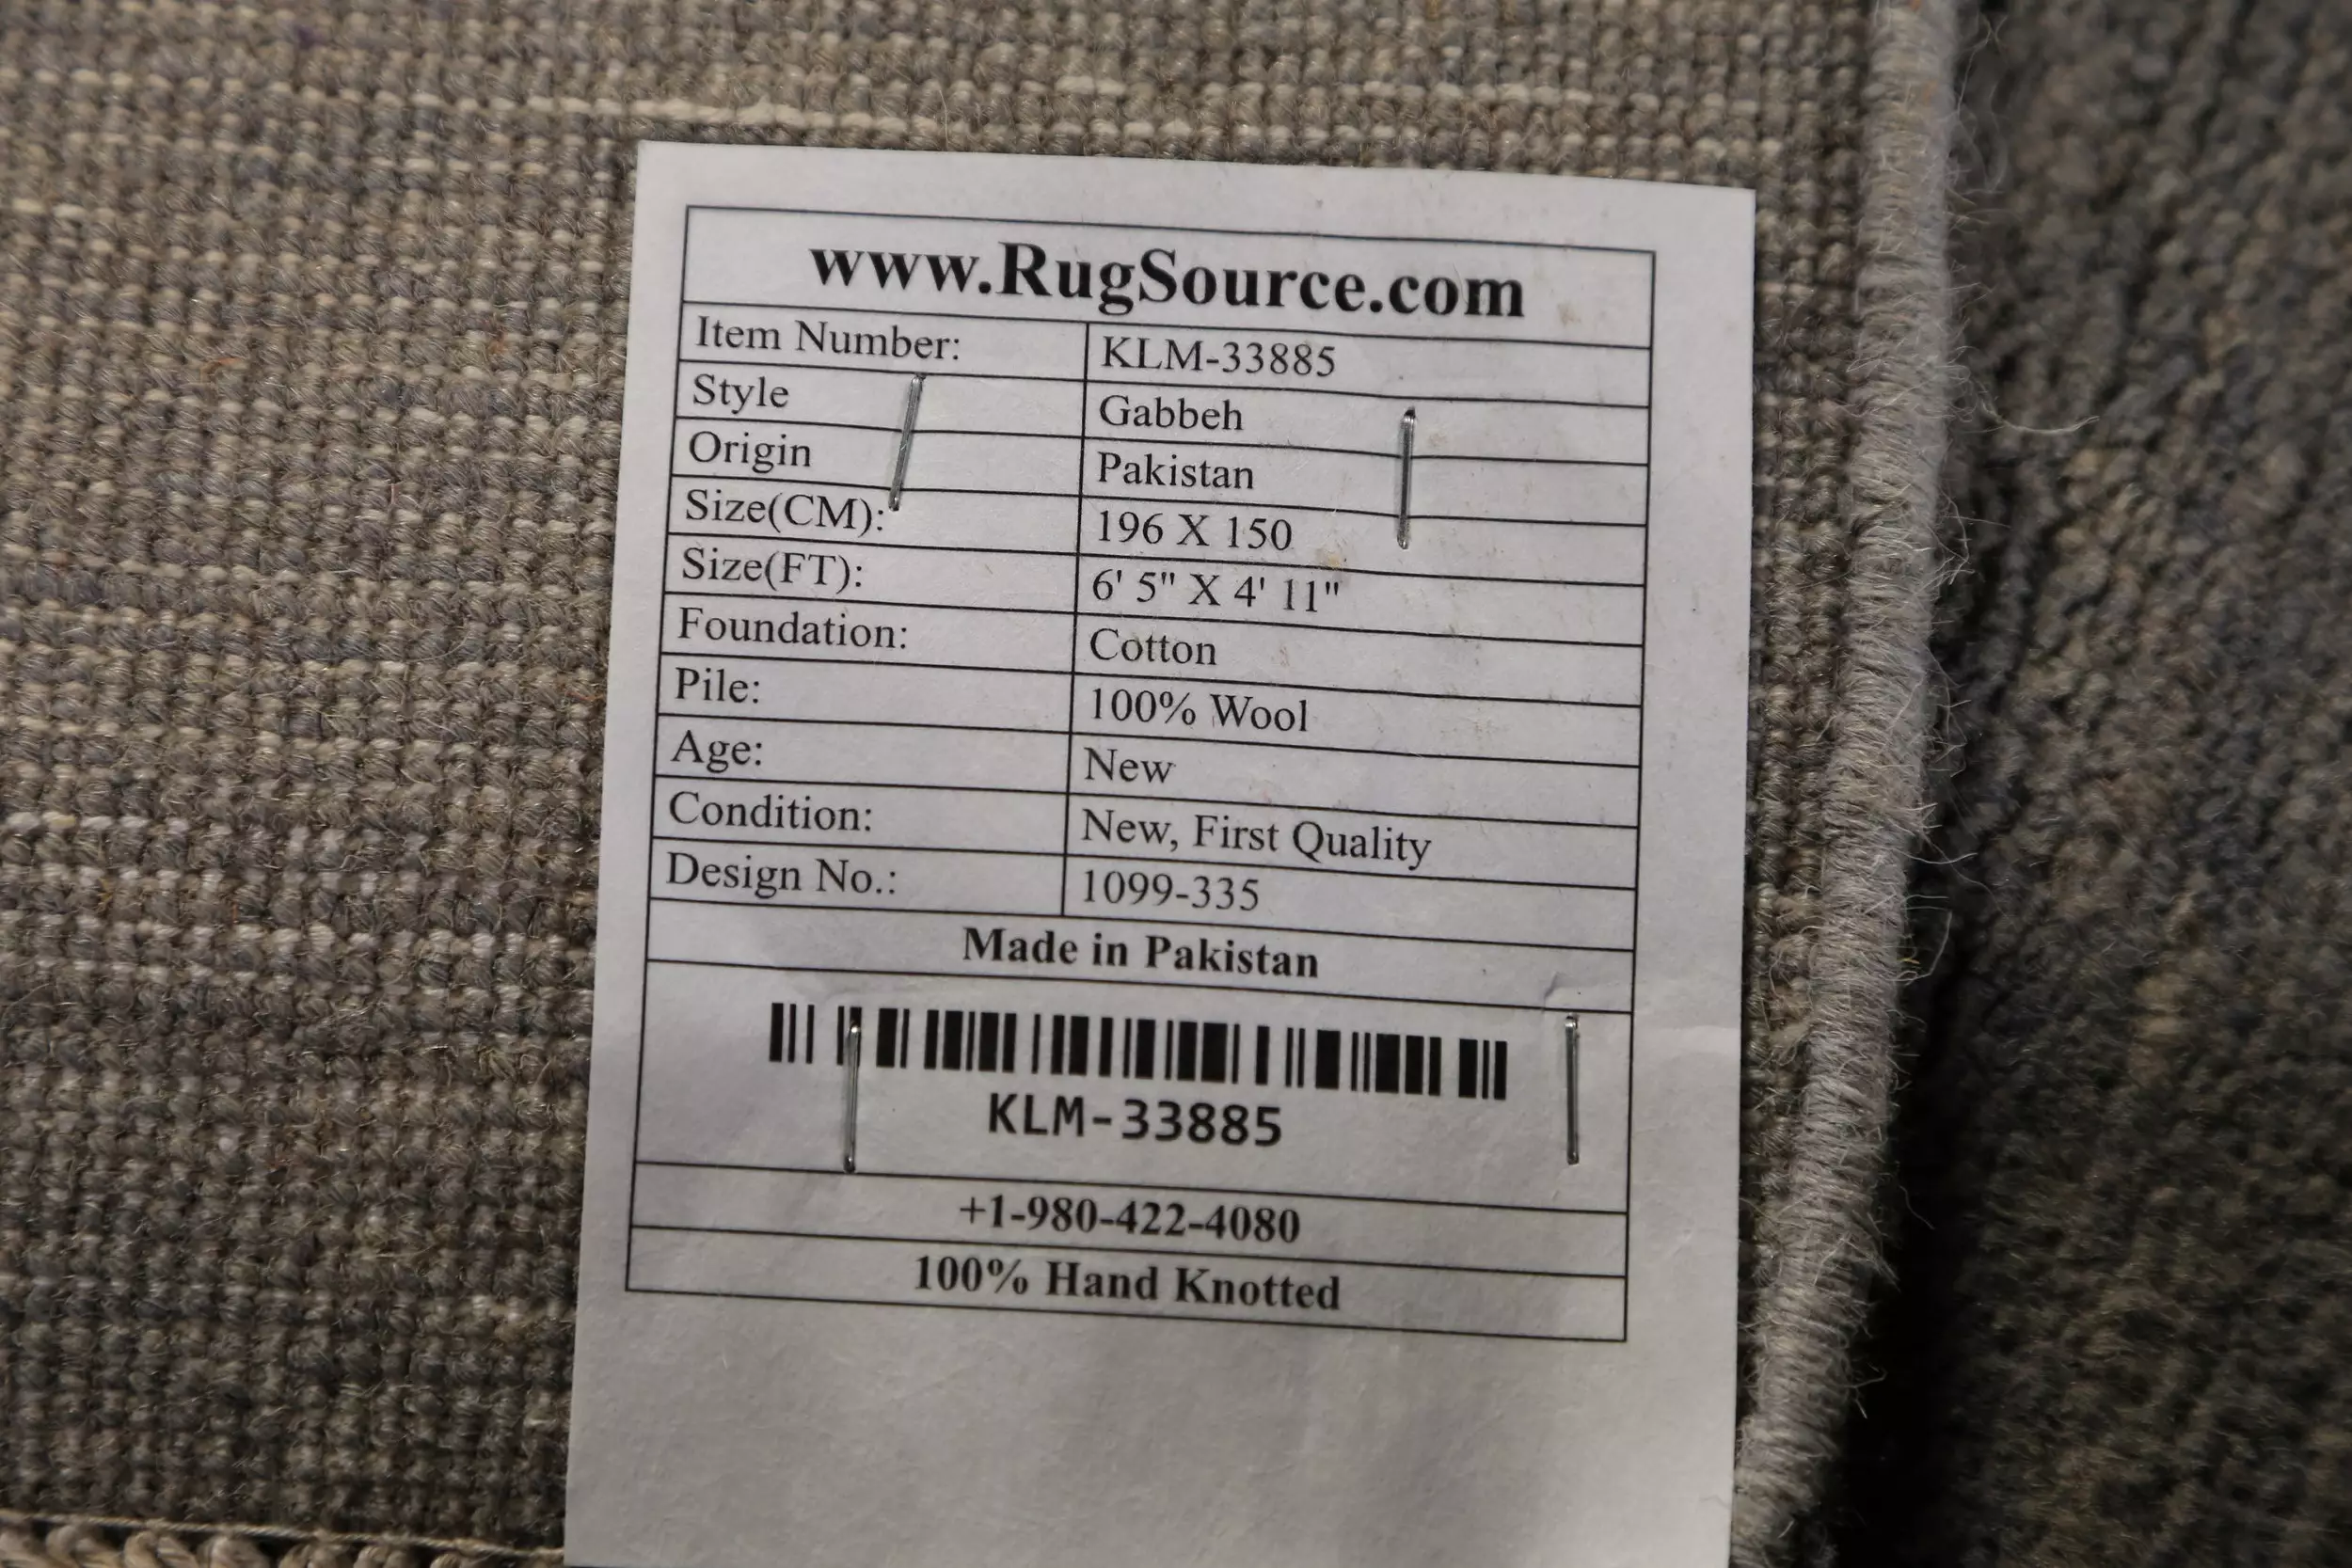 www.RugSource.com
Item Number: KLM-33885
Style Gabbeh
Origin Pakistan
Size(CM): 196 X 150
Size(FT): 6' 5" X 4' 11"
Foundation: Cotton
Pile: 100% Wool
Age: New
Condition: New, First Quality
Design No.: 1099-335
Made in Pakistan
KLM-33885
+1-980-422-4080
100% Hand Knotted